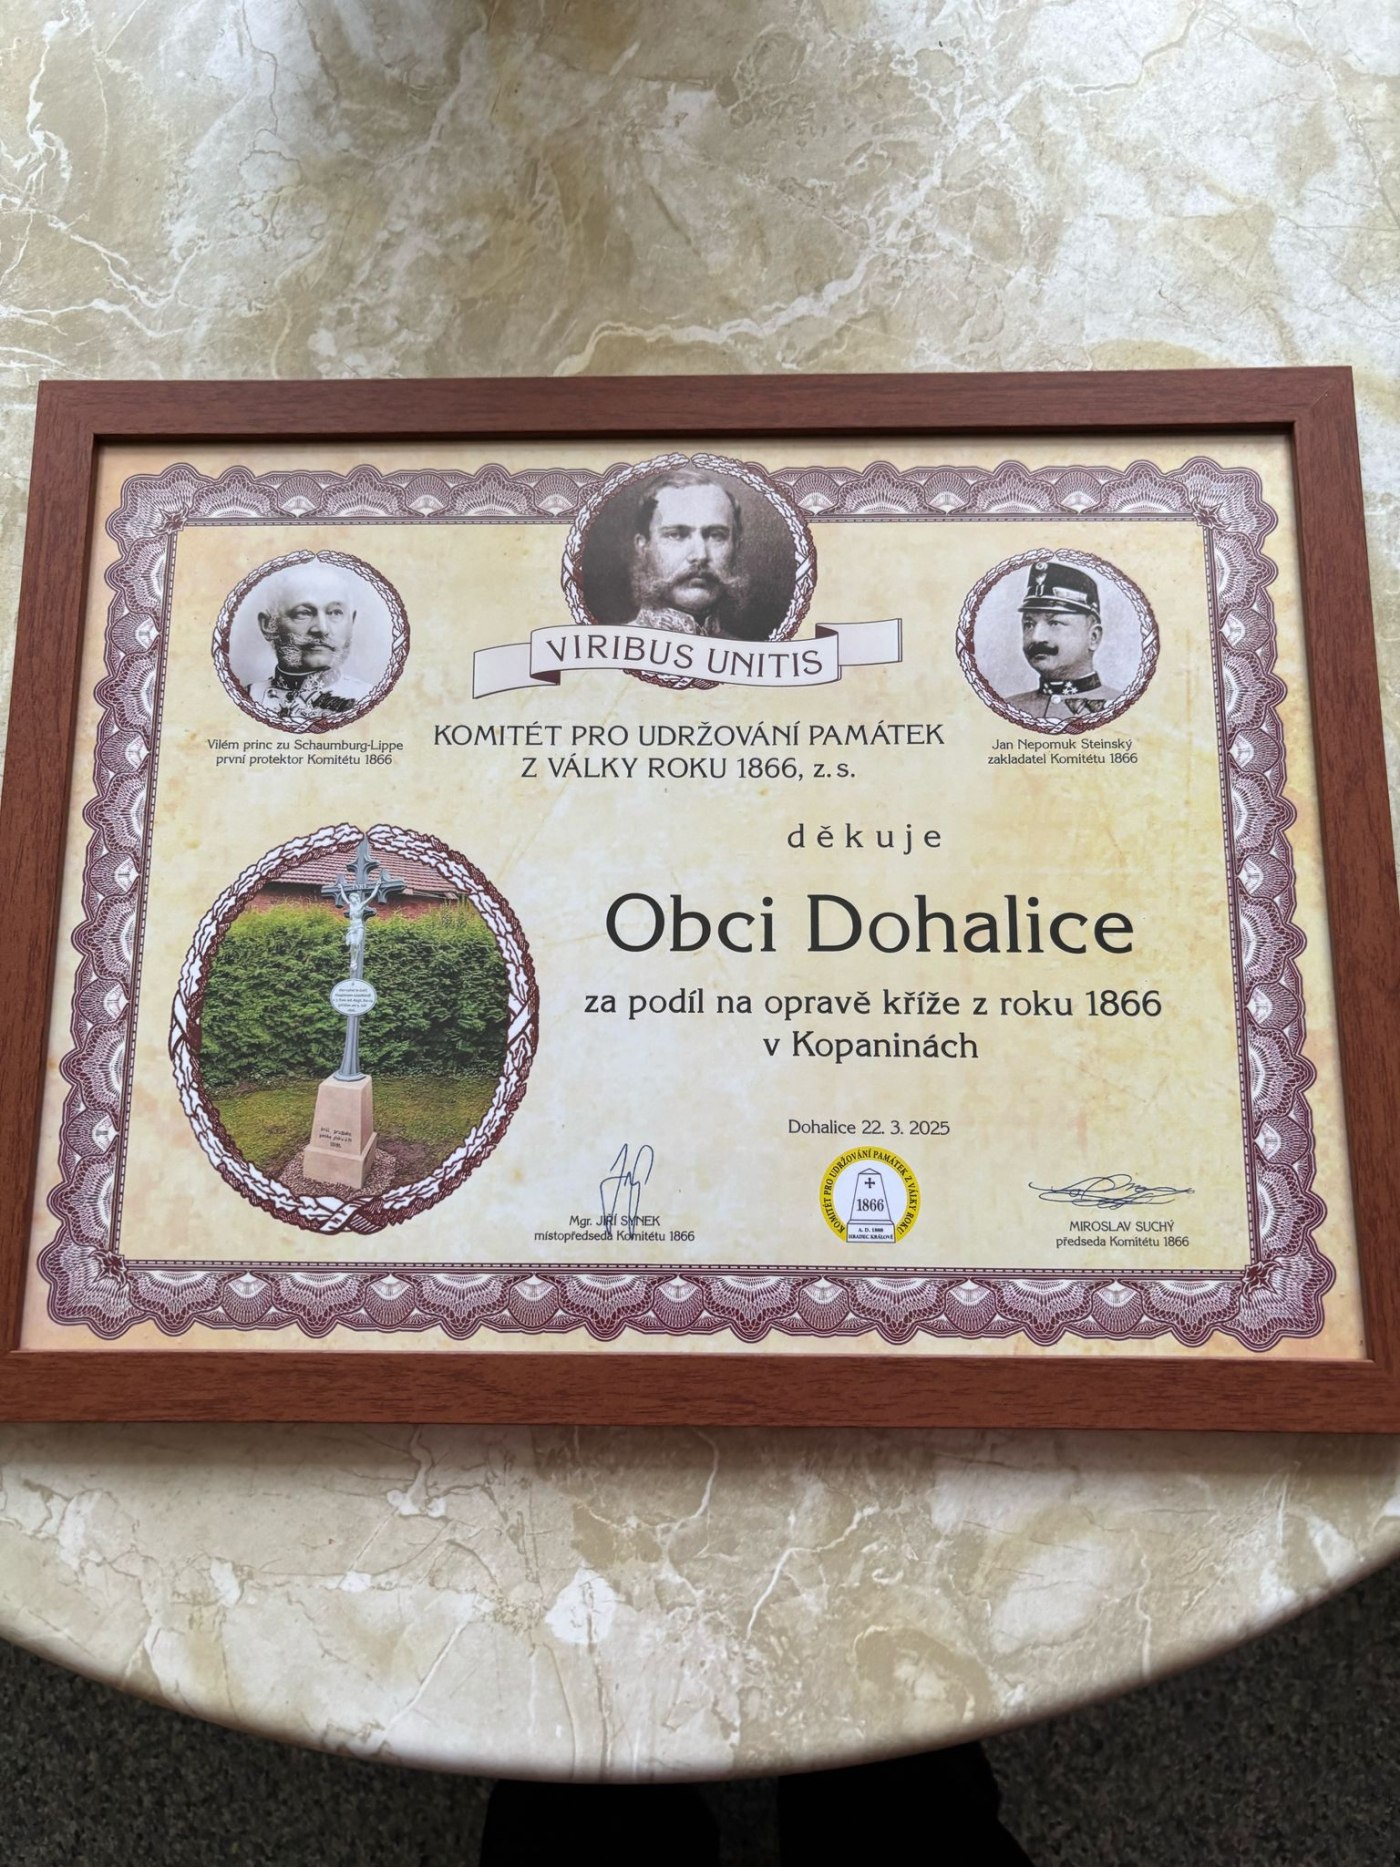 VIRIBUS UNITIS
Vilém princ zu Schaumburg-Lippe
první protektor Komitétu 1866
Jan Nepomuk Steinský
zakladatel Komitétu 1866
KOMITÉT PRO UDRŽOVÁNÍ PAMÁTEK
Z VÁLKY ROKU 1866, z. s.
děkuje
Obci Dohalice
za podíl na opravě kříže z roku 1866
v Kopaninách
Dohalice 22. 3. 2025
INRI
Mgr. JIŘÍ SYNEK
místopředseda Komitétu 1866
KOMITÉT PRO UDRŽOVÁNÍ PAMÁTEK Z VÁLKY ROKU
1866
A. D. 1888
HRADEC KRÁLOVÉ
MIROSLAV SUCHÝ
předseda Komitétu 1866